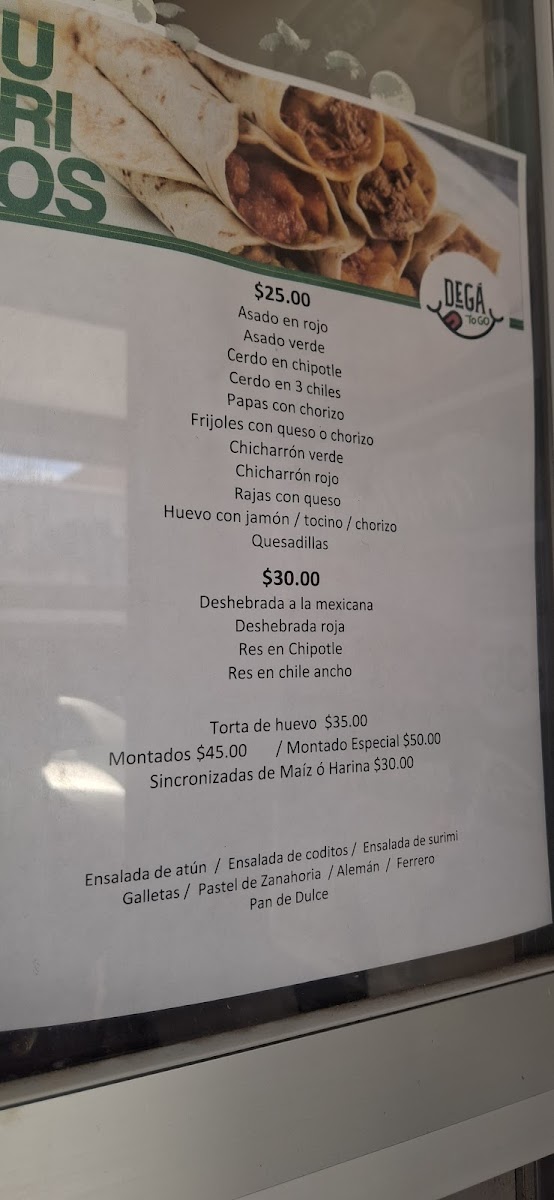 U
RI
OS
DEGÁ
To GO
$25.00
Asado en rojo
Asado verde
Cerdo en chipotle
Cerdo en 3 chiles
Papas con chorizo
Frijoles con queso o chorizo
Chicharrón verde
Chicharrón rojo
Rajas con queso
Huevo con jamón / tocino / chorizo
Quesadillas
$30.00
Deshebrada a la mexicana
Deshebrada roja
Res en Chipotle
Res en chile ancho
Torta de huevo $35.00
Montados $45.00 / Montado Especial $50.00
Sincronizadas de Maíz ó Harina $30.00
Ensalada de atún / Ensalada de coditos / Ensalada de surimi
Galletas / Pastel de Zanahoria / Alemán / Ferrero
Pan de Dulce